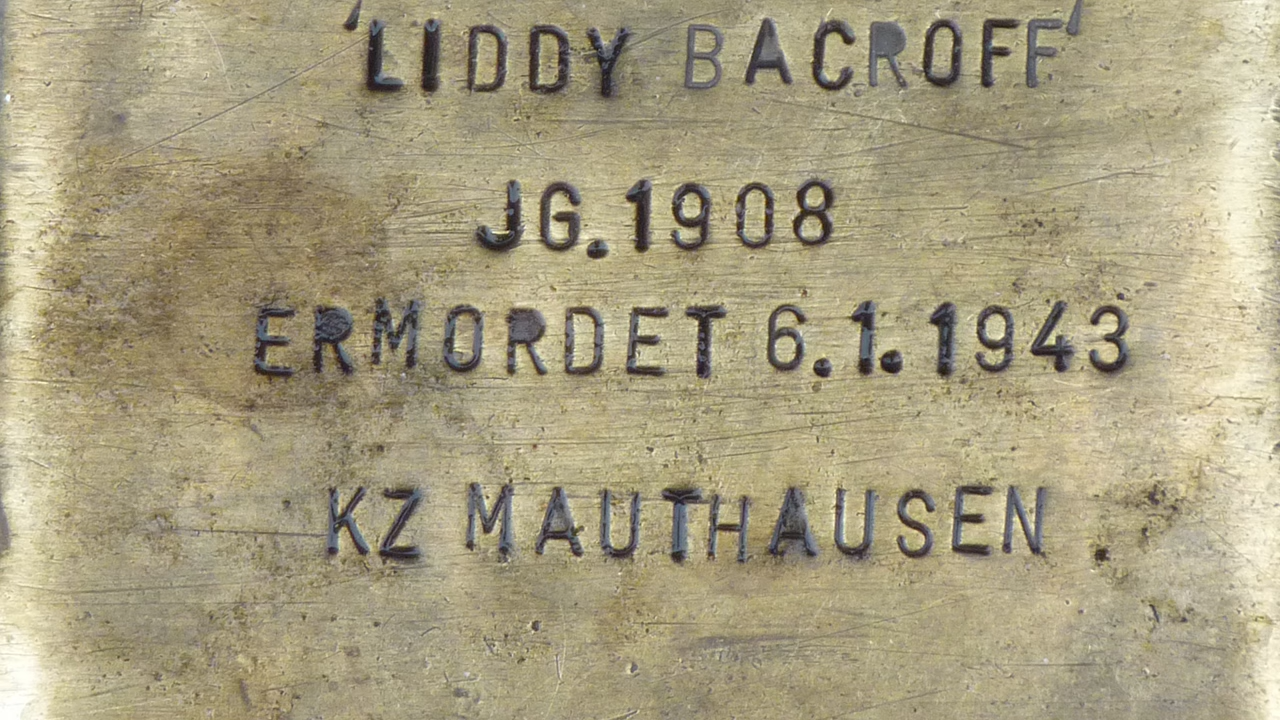 'LIDDY BACROFF'
JG.1908
ERMORDET 6.1.1943
KZ MAUTHAUSEN